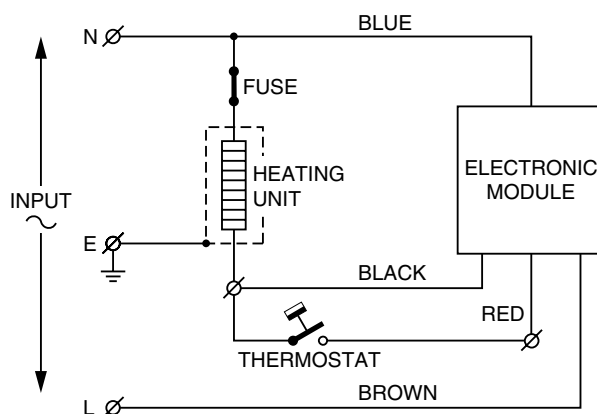 N
BLUE
FUSE
HEATING
UNIT
ELECTRONIC
MODULE
INPUT
E
BLACK
RED
THERMOSTAT
BROWN
L